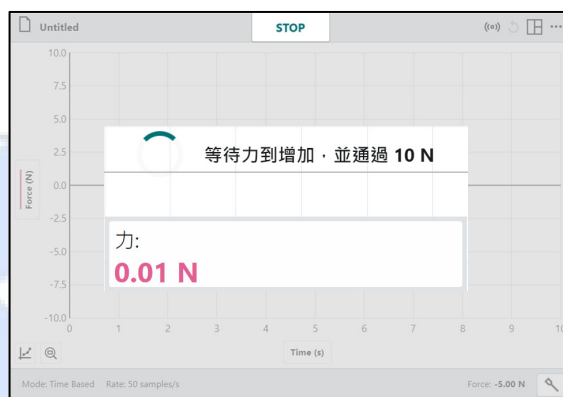 Untitled
STOP
10.0
7.5
5.0
2.5
0.0
-2.5
-5.0
-7.5
-10.0
Force (N)
等待力到增加，並通過 10 N
力:
0.01 N
0 1 2 3 4 5 6 7 8 9 10
Time (s)
Mode: Time Based Rate: 50 samples/s Force: -5.00 N